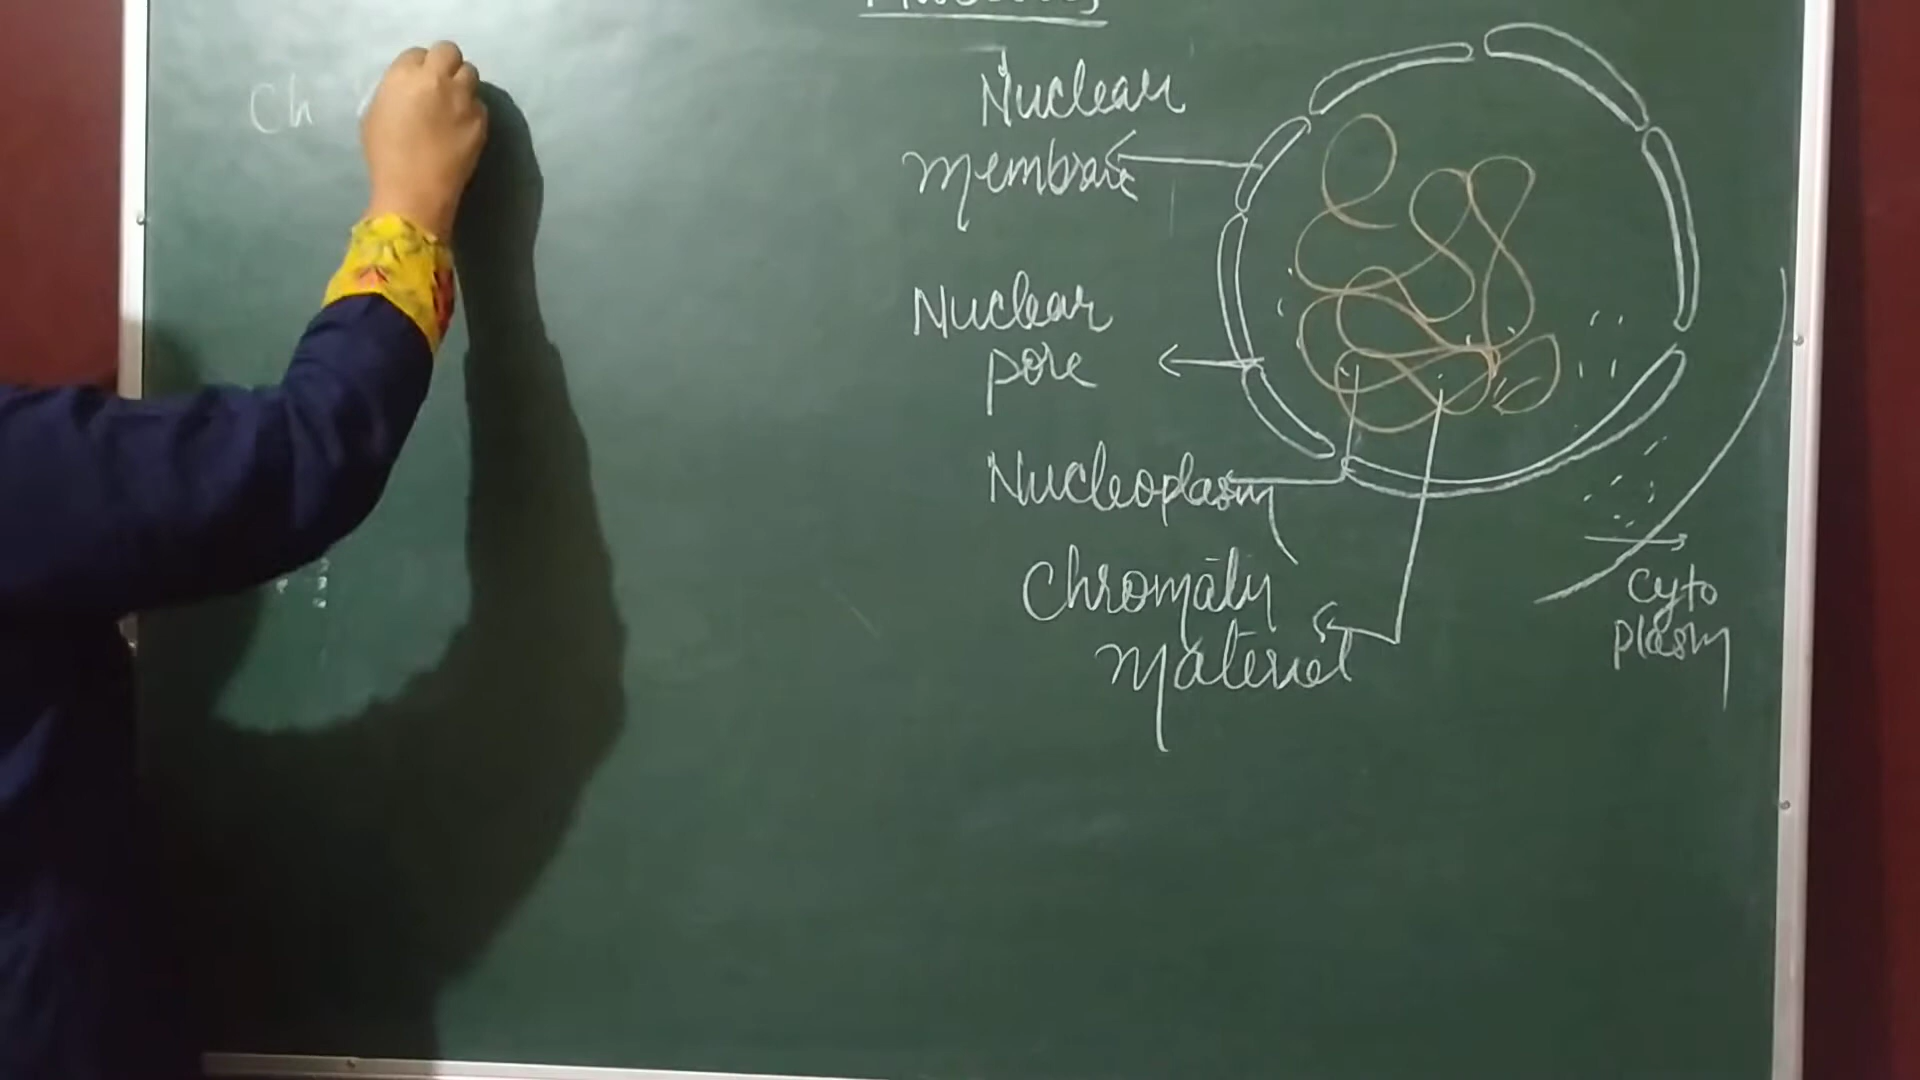 Ch
Nuclear
membrane
Nuclear
pore
Nucleoplasm
Chromatin
material
Cyto
plasm